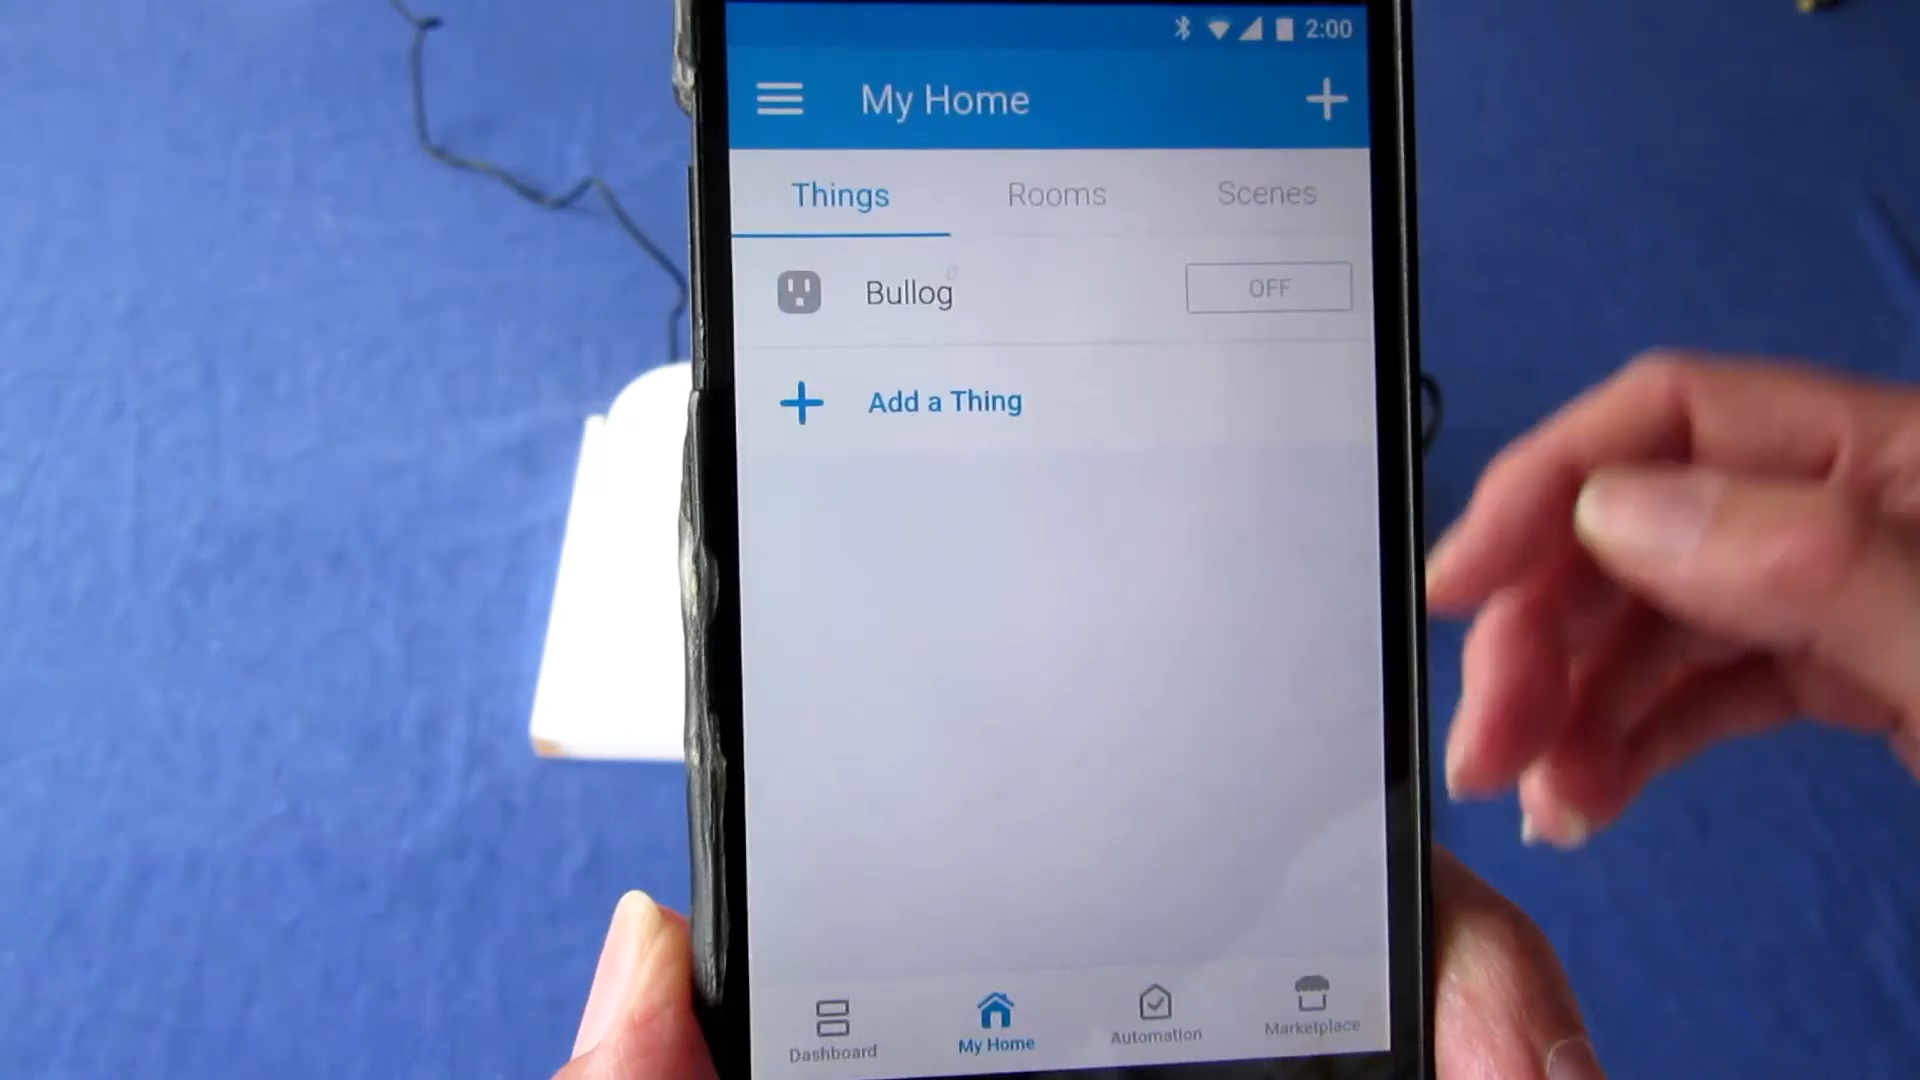 2:00
My Home
Things Rooms Scenes
Bullog OFF
Add a Thing
Dashboard My Home Automation Marketplace